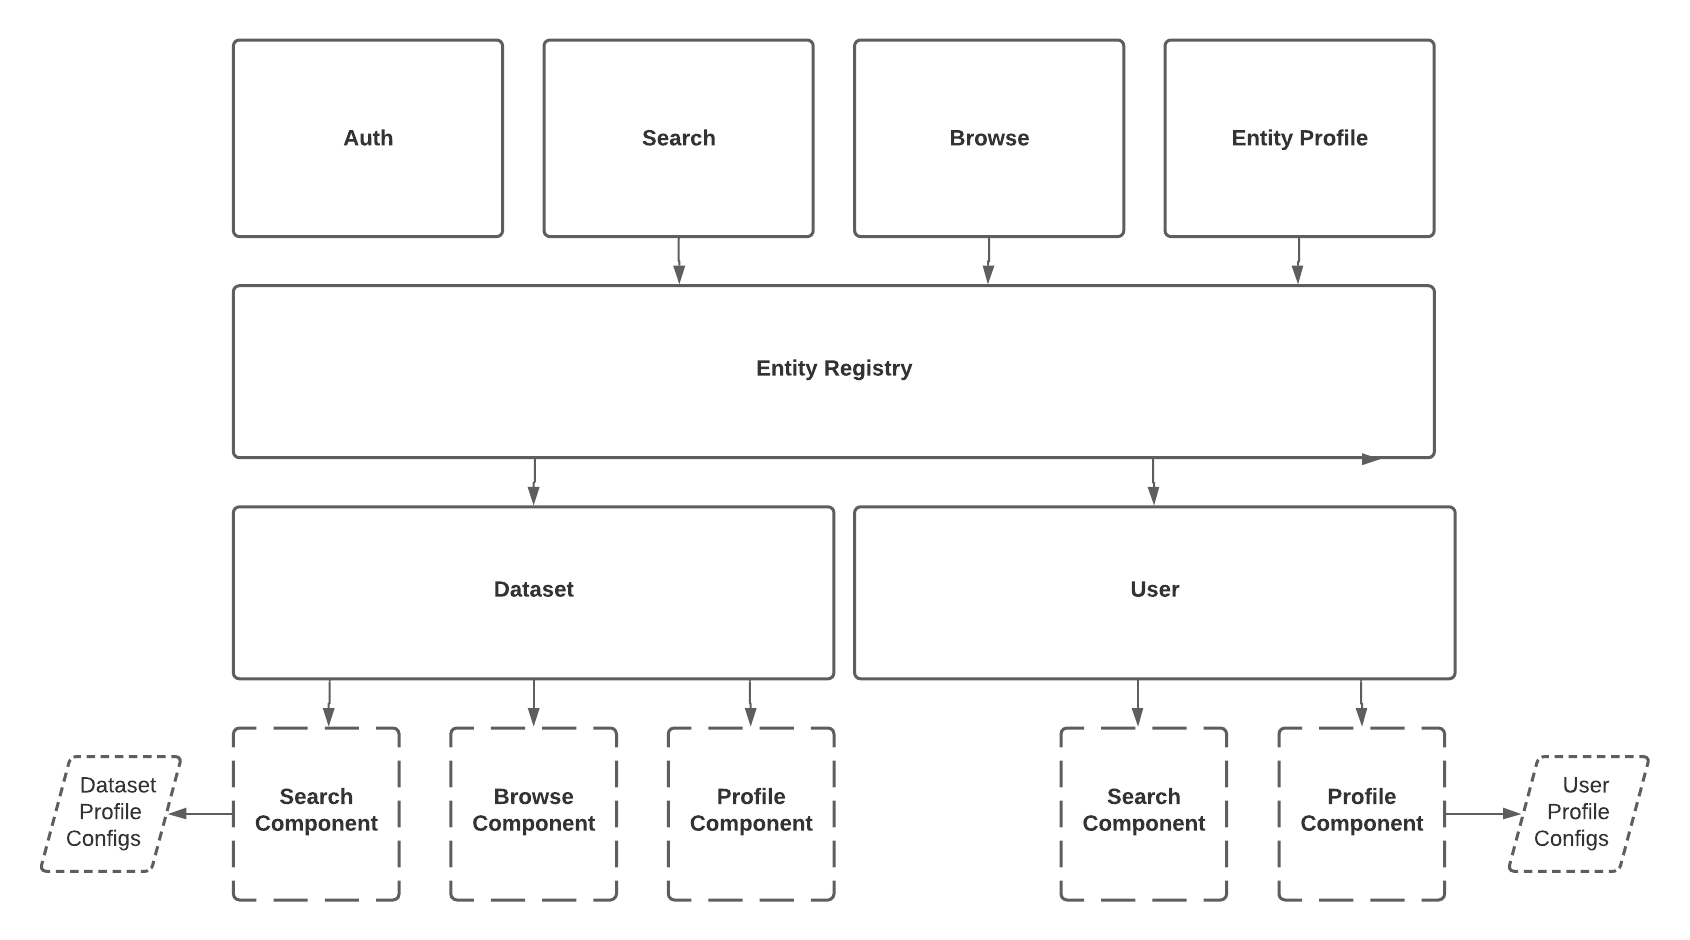 Auth
Search
Browse
Entity Profile
Entity Registry
Dataset
User
Dataset
Profile
Configs
Search
Component
Browse
Component
Profile
Component
Search
Component
Profile
Component
User
Profile
Configs